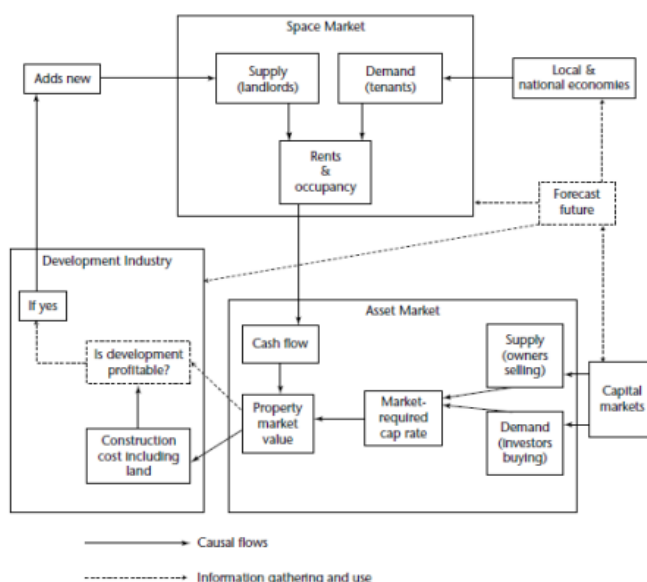 Space Market
Adds new
Supply
(landlords)
Demand
(tenants)
Local &
national economies
Rents
&
occupancy
Forecast
future
Development Industry
If yes
Is development
profitable?
Construction
cost including
land
Asset Market
Cash flow
Property
market
value
Market-
required
cap rate
Supply
(owners
selling)
Demand
(investors
buying)
Capital
markets
Causal flows
Information gathering and use